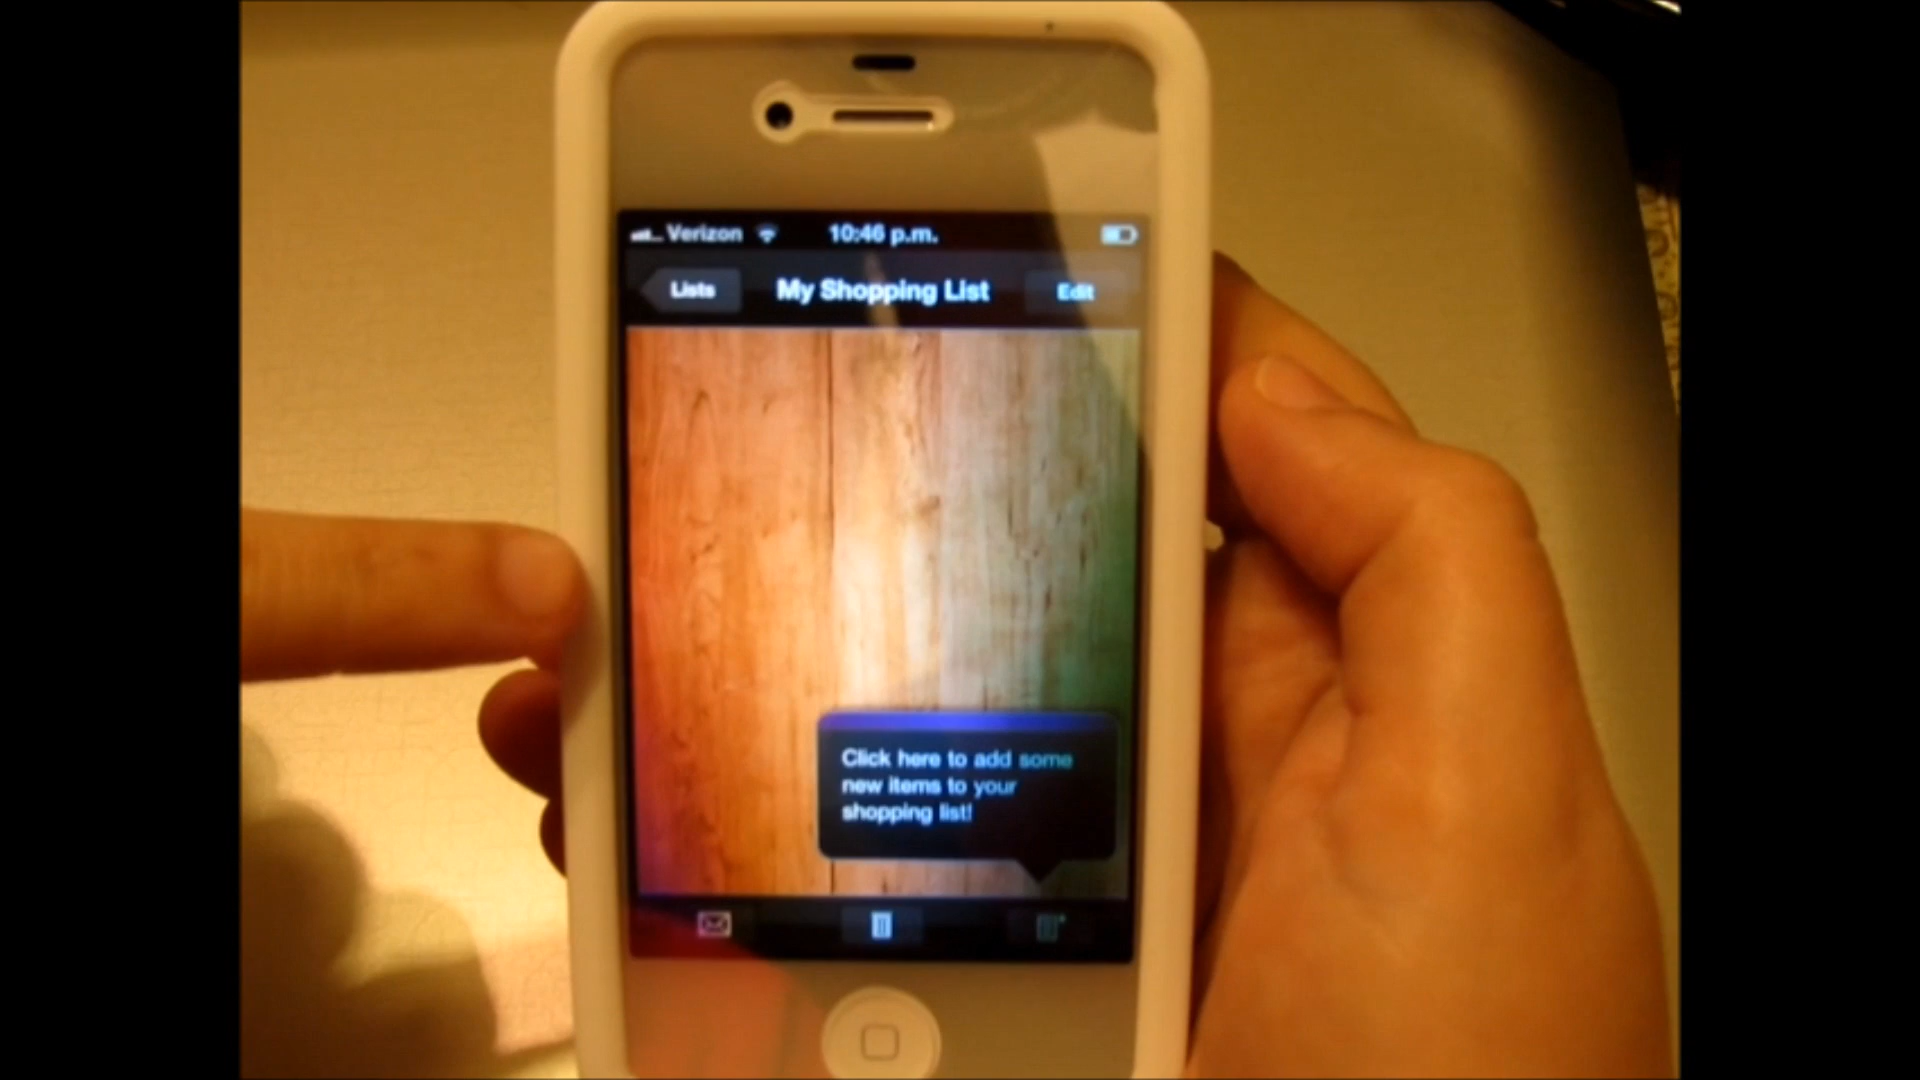 Verizon 10:46 p.m.
Lists My Shopping List Edit
Click here to add some
new items to your
shopping list!